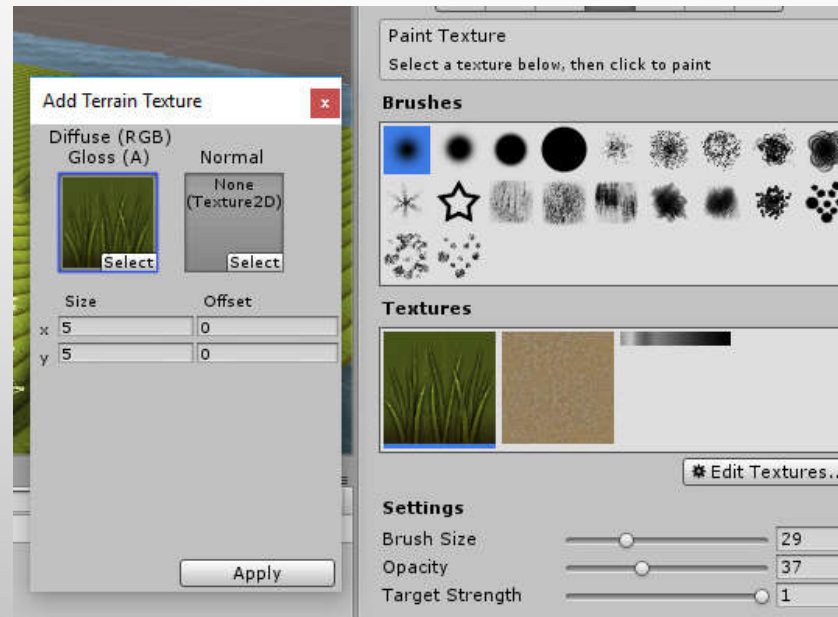 Add Terrain Texture
x
Diffuse (RGB)
Gloss (A)
Normal
None
(Texture2D)
Select
Select
Size
Offset
x 5
0
y 5
0
Apply
Paint Texture
Select a texture below, then click to paint
Brushes
Textures
Edit Textures..
Settings
Brush Size
29
Opacity
37
Target Strength
1